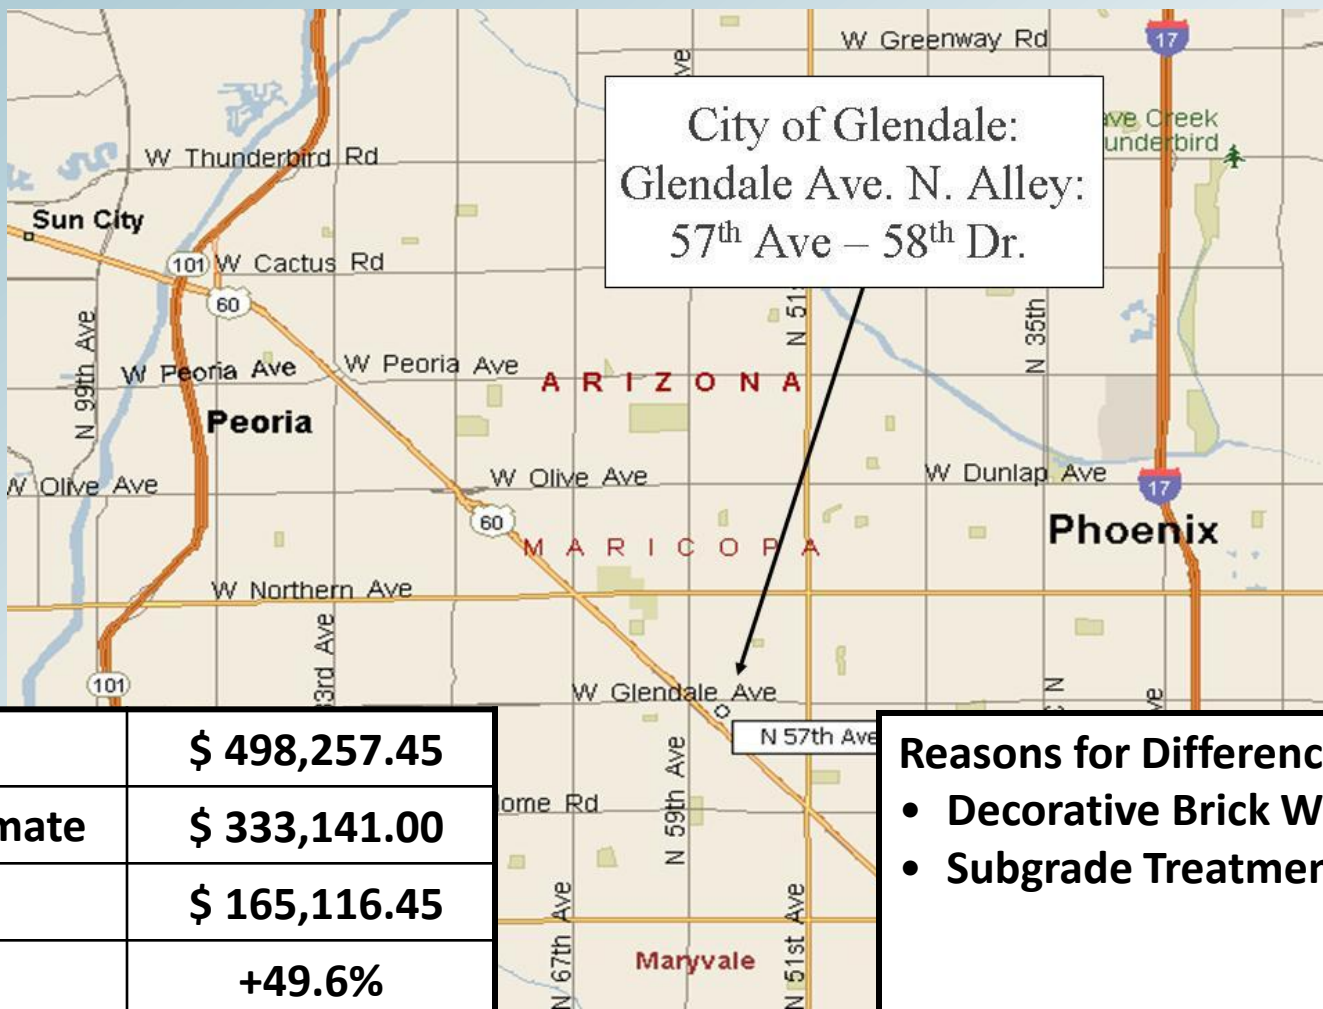 W Greenway Rd
17
City of Glendale:
Glendale Ave. N. Alley:
57th Ave – 58th Dr.
W Thunderbird Rd
Sun City
101
W Cactus Rd
60
N 99th Ave
W Peoria Ave
W Peoria Ave
ARIZONA
N 35th
Peoria
W Olive Ave
W Olive Ave
W Dunlap Ave
17
60
MARICOPA
Phoenix
W Northern Ave
101
W Glendale Ave
N 57th Ave
N 59th Ave
N 67th Ave
N 51st Ave
Maryvale
$ 498,257.45
$ 333,141.00
$ 165,116.45
+49.6%
Reasons for
• Decorative Brick
• Subgrade